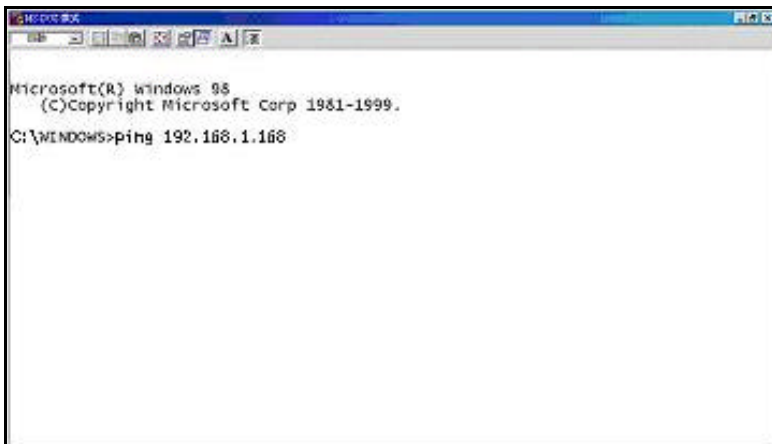 Microsoft(R) Windows 98
(C)Copyright Microsoft Corp 1981-1999.
C:\WINDOWS>ping 192.168.1.168